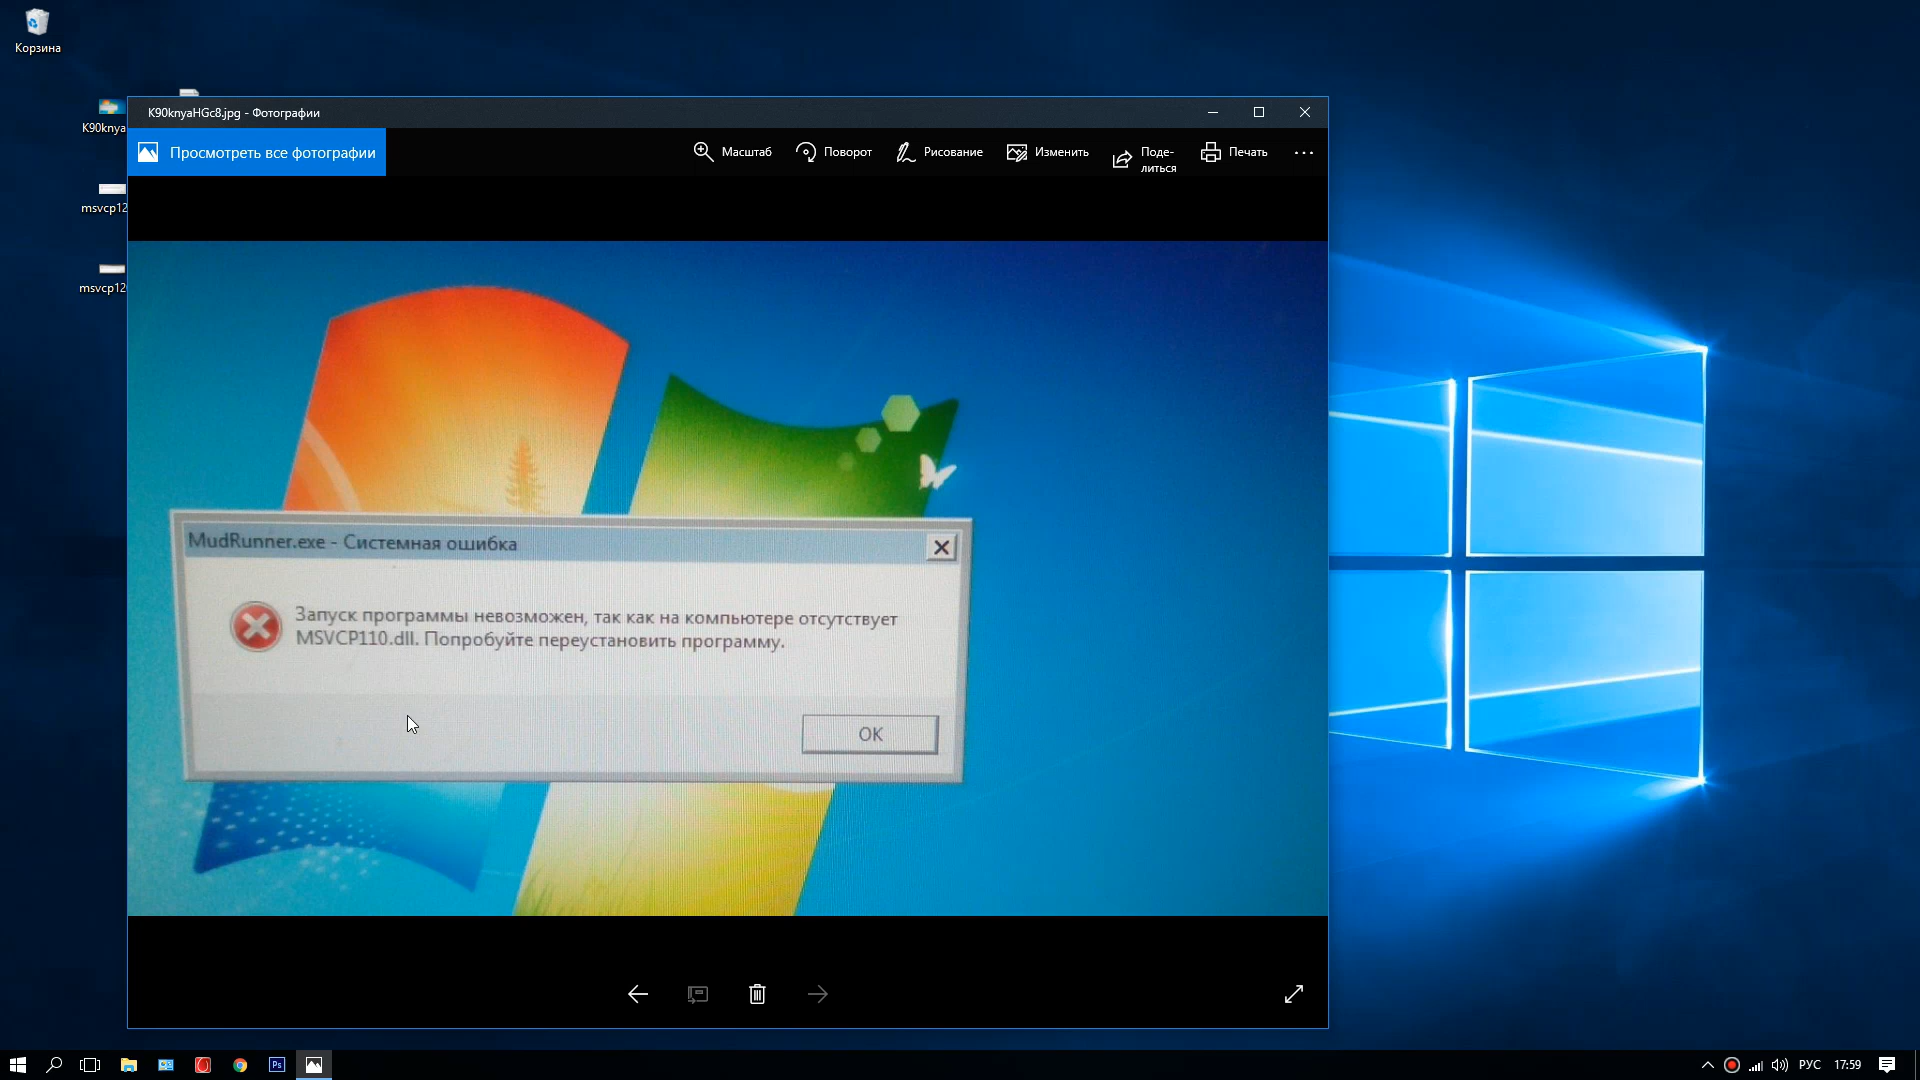 Корзина
K90knya
msvcp12
msvcp12
K90knyaHGc8.jpg - Фотографии
Просмотреть все фотографии
Масштаб
Поворот
Рисование
Изменить
Поде-
литься
Печать
MudRunner.exe - Системная ошибка
Запуск программы невозможен, так как на компьютере отсутствует
MSVCP110.dll. Попробуйте переустановить программу.
OK
Ps
РУС
17:59